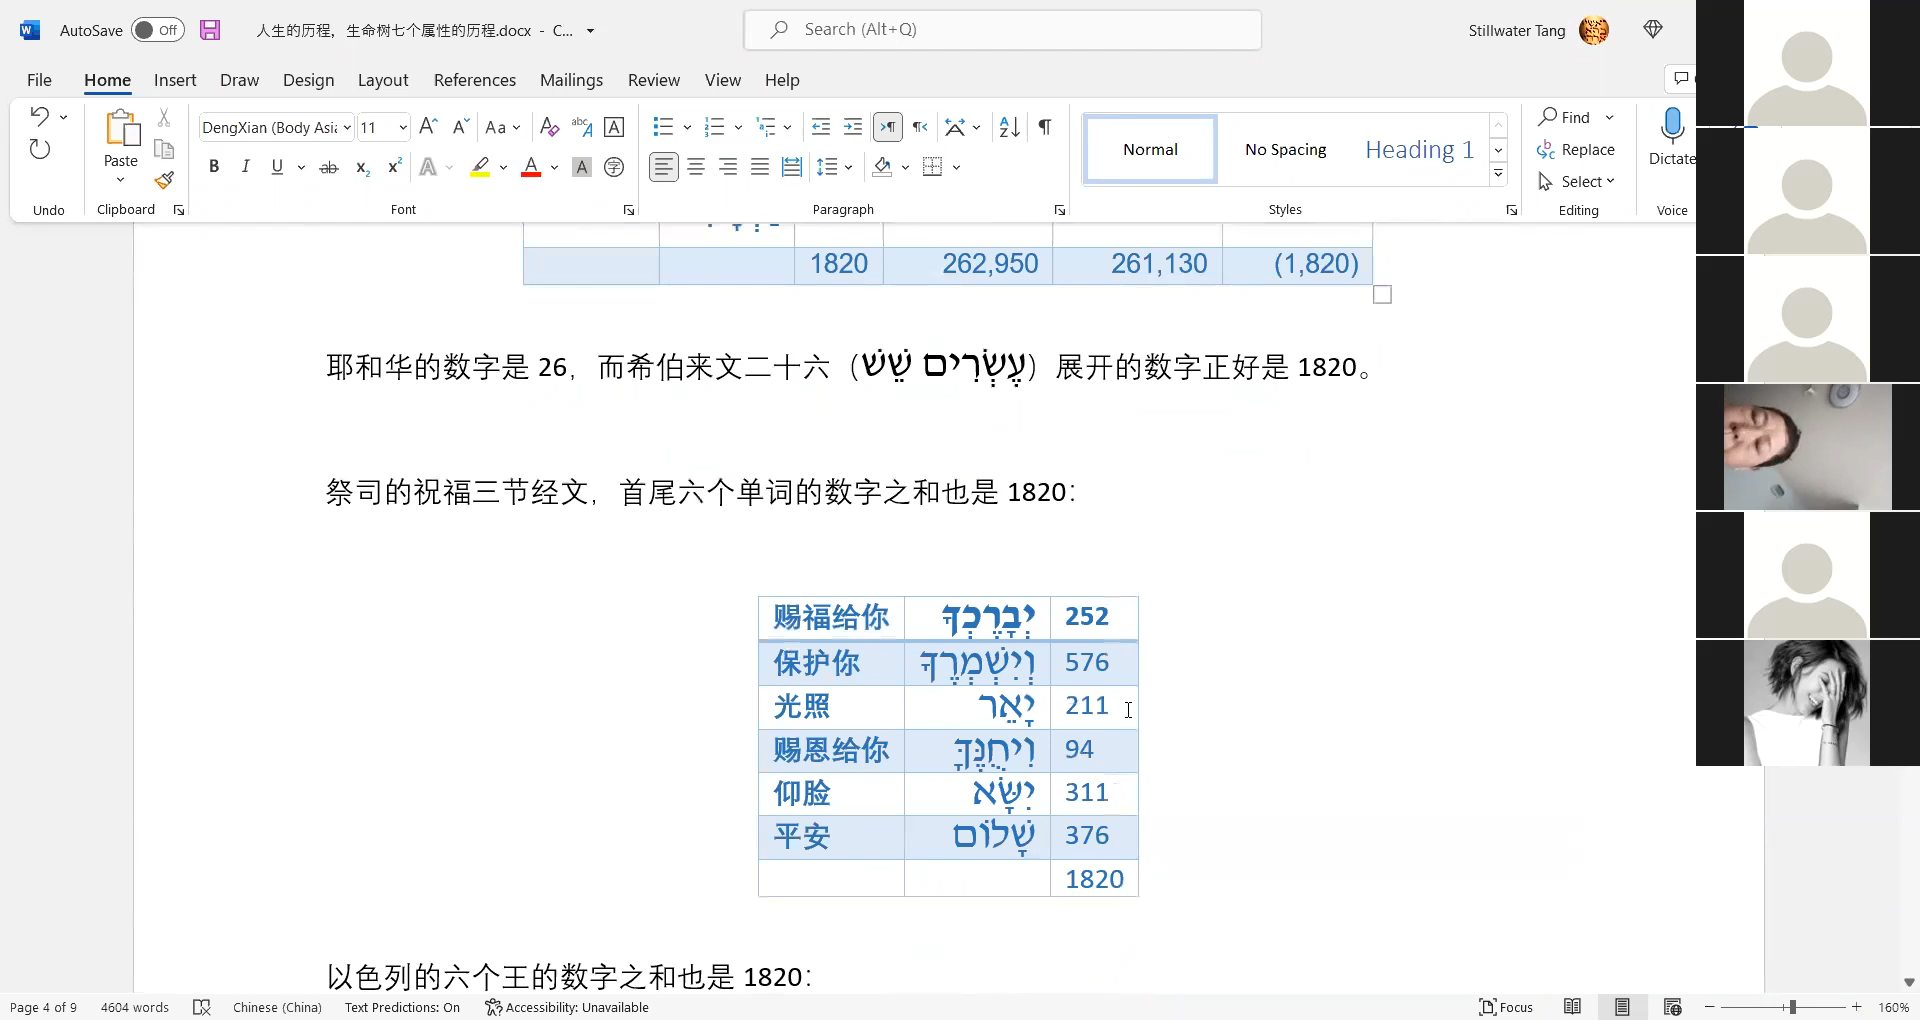 AutoSave Off 人生的历程，生命树七个属性的历程.docx - C... Search (Alt+Q) Stillwater Tang
File Home Insert Draw Design Layout References Mailings Review View Help
DengXian (Body Asia 11 Aa
Paste
Normal No Spacing Heading 1
Find
Replace
Select
Dictate
Undo Clipboard Font Paragraph Styles Editing Voice
1820 262,950 261,130 (1,820)
耶和华的数字是 26，而希伯来文二十六（עֶשְׂרִים שֵׁשׁ）展开的数字正好是 1820。
祭司的祝福三节经文，首尾六个单词的数字之和也是 1820：
赐福给你 יְבָרֶכְךָ 252
保护你 וְיִשְׁמְרֶךָ 576
光照 יָאֵר 211
赐恩给你 וִיחֻנֶּךָּ 94
仰脸 יִשָּׂא 311
平安 שָׁלוֹם 376
1820
以色列的六个王的数字之和也是 1820：
Page 4 of 9 4604 words Chinese (China) Text Predictions: On Accessibility: Unavailable Focus 160%